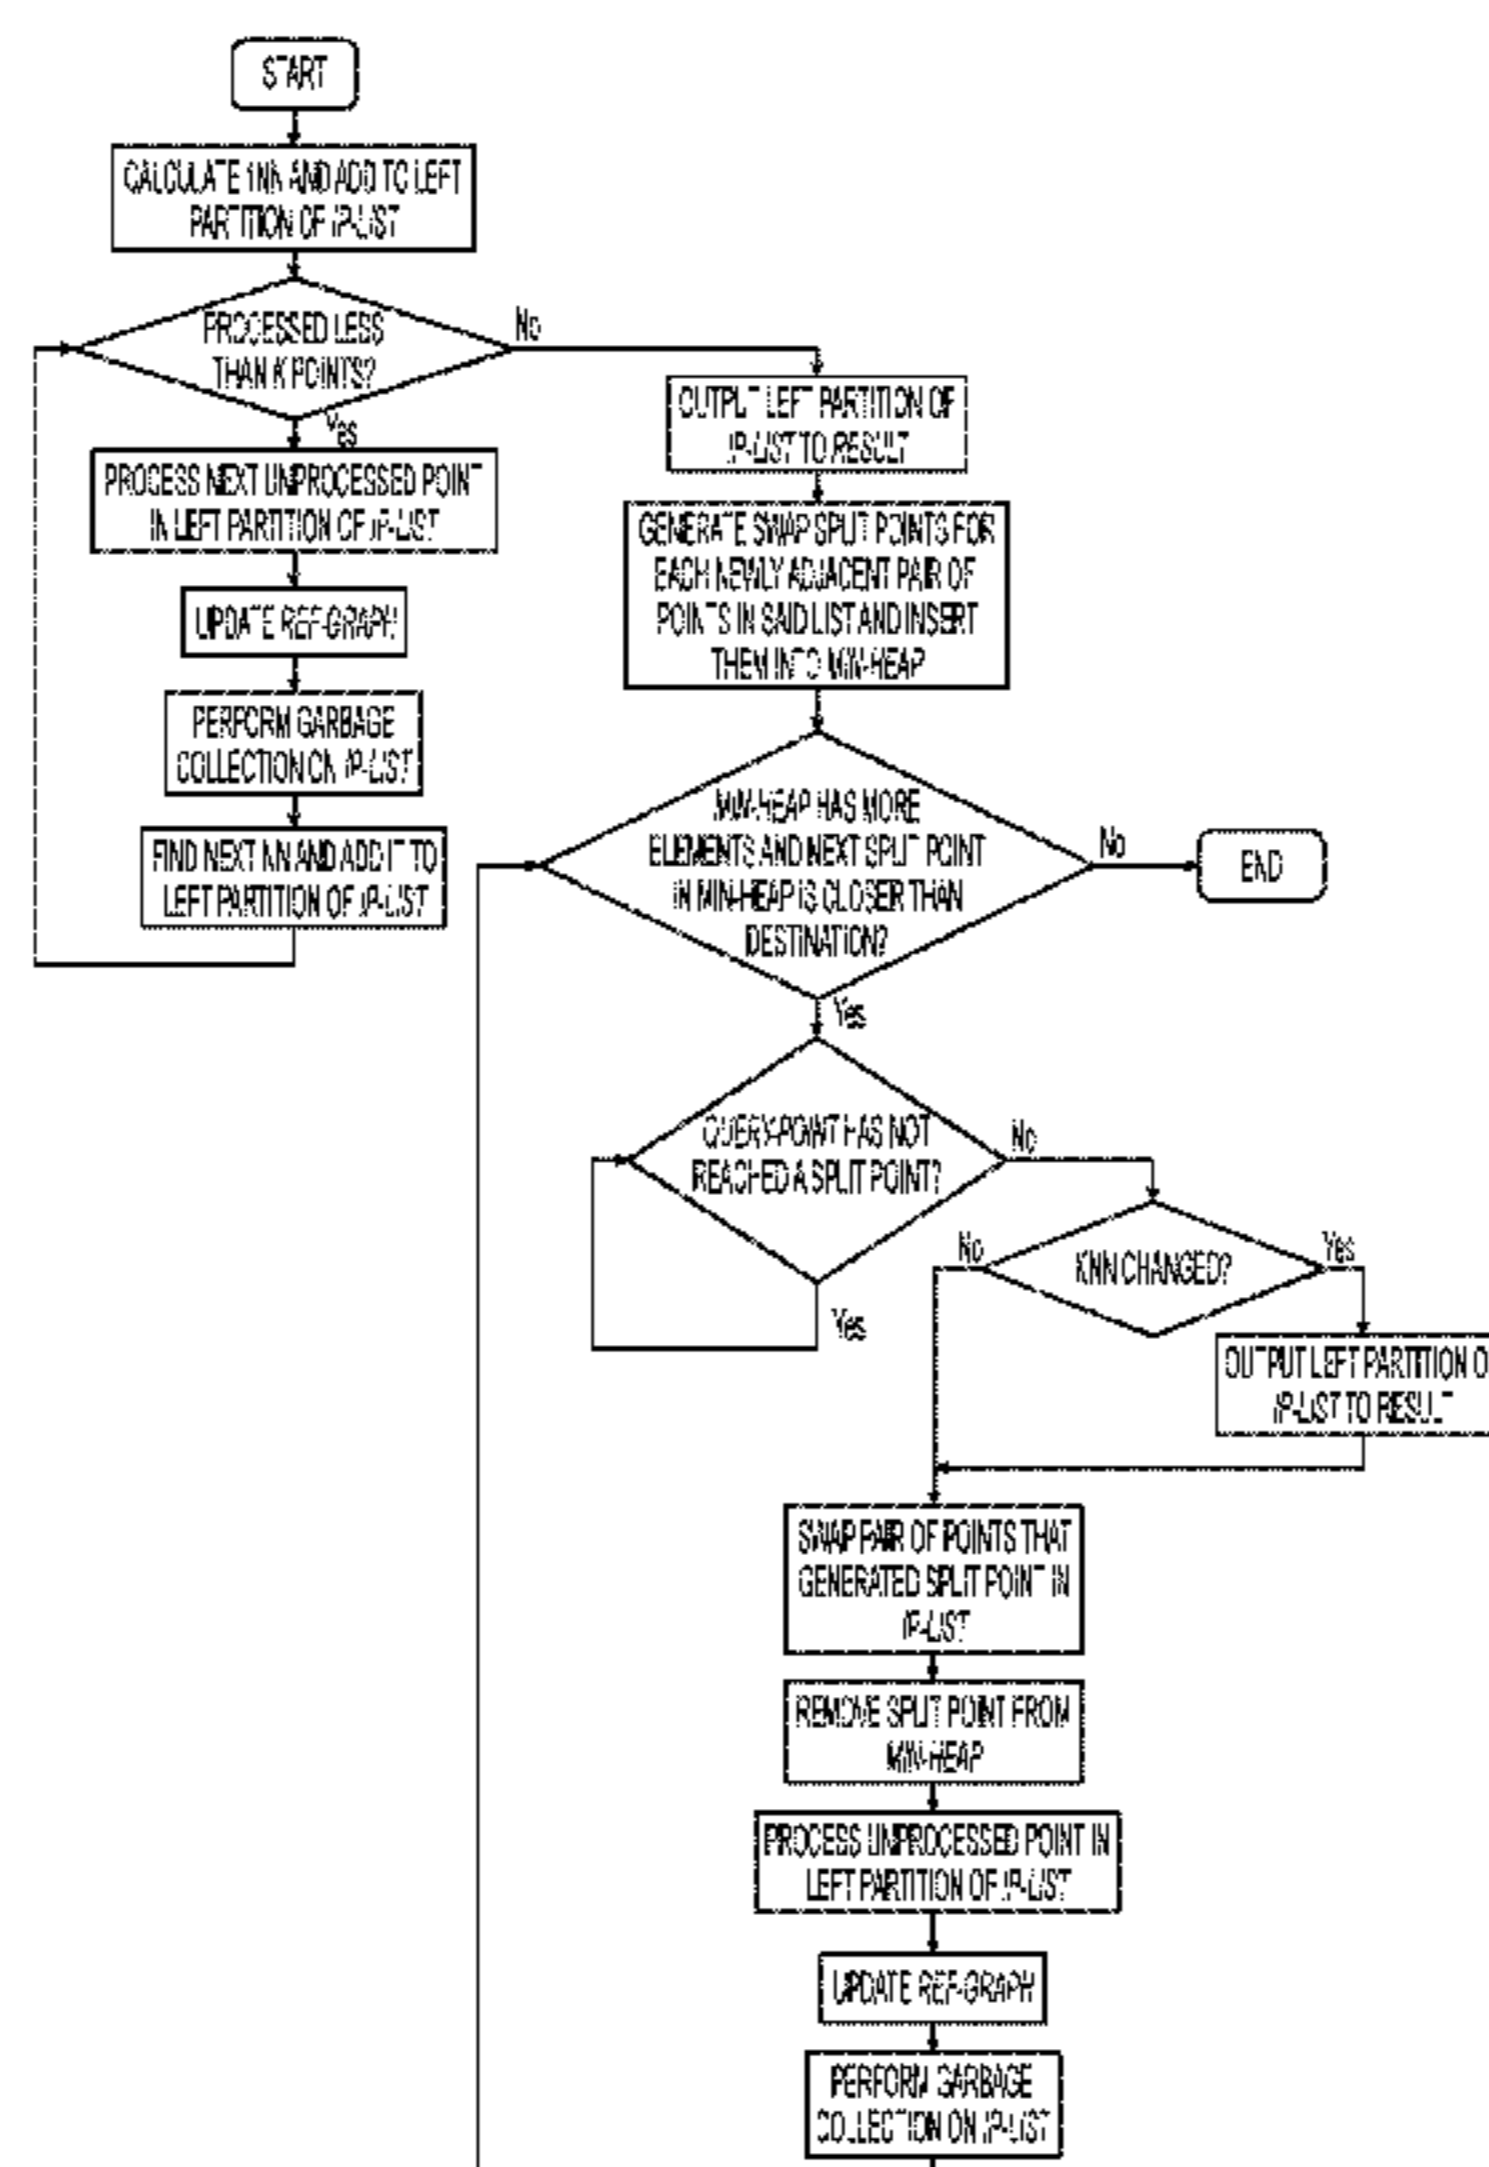 START
CALCULATE 1NN AND ADD TO LEFT
PARTITION OF IP-LIST
PROCESSED LESS
THAN K POINTS?
No
Yes
PROCESS NEXT UNPROCESSED POINT
IN LEFT PARTITION OF IP-LIST
UPDATE REF-GRAPH
PERFORM GARBAGE
COLLECTION ON IP-LIST
FIND NEXT NN AND ADD IT TO
LEFT PARTITION OF IP-LIST
OUTPUT LEFT PARTITION OF
IP-LIST TO RESULT
GENERATE SWAP SPLIT POINTS FOR
EACH NEWLY ADJACENT PAIR OF
POINTS IN SAID LIST AND INSERT
THEM INTO MIN-HEAP
MIN-HEAP HAS MORE
ELEMENTS AND NEXT SPLIT POINT
IN MIN-HEAP IS CLOSER THAN
DESTINATION?
No
END
Yes
QUERY-POINT HAS NOT
REACHED A SPLIT POINT?
No
Yes
KNN CHANGED?
No
Yes
OUTPUT LEFT PARTITION O
IP-LIST TO RESULT
SWAP PAIR OF POINTS THAT
GENERATED SPLIT POINT IN
IP-LIST
REMOVE SPLIT POINT FROM
MIN-HEAP
PROCESS UNPROCESSED POINT IN
LEFT PARTITION OF IP-LIST
UPDATE REF-GRAPH
PERFORM GARBAGE
COLLECTION ON IP-LIST